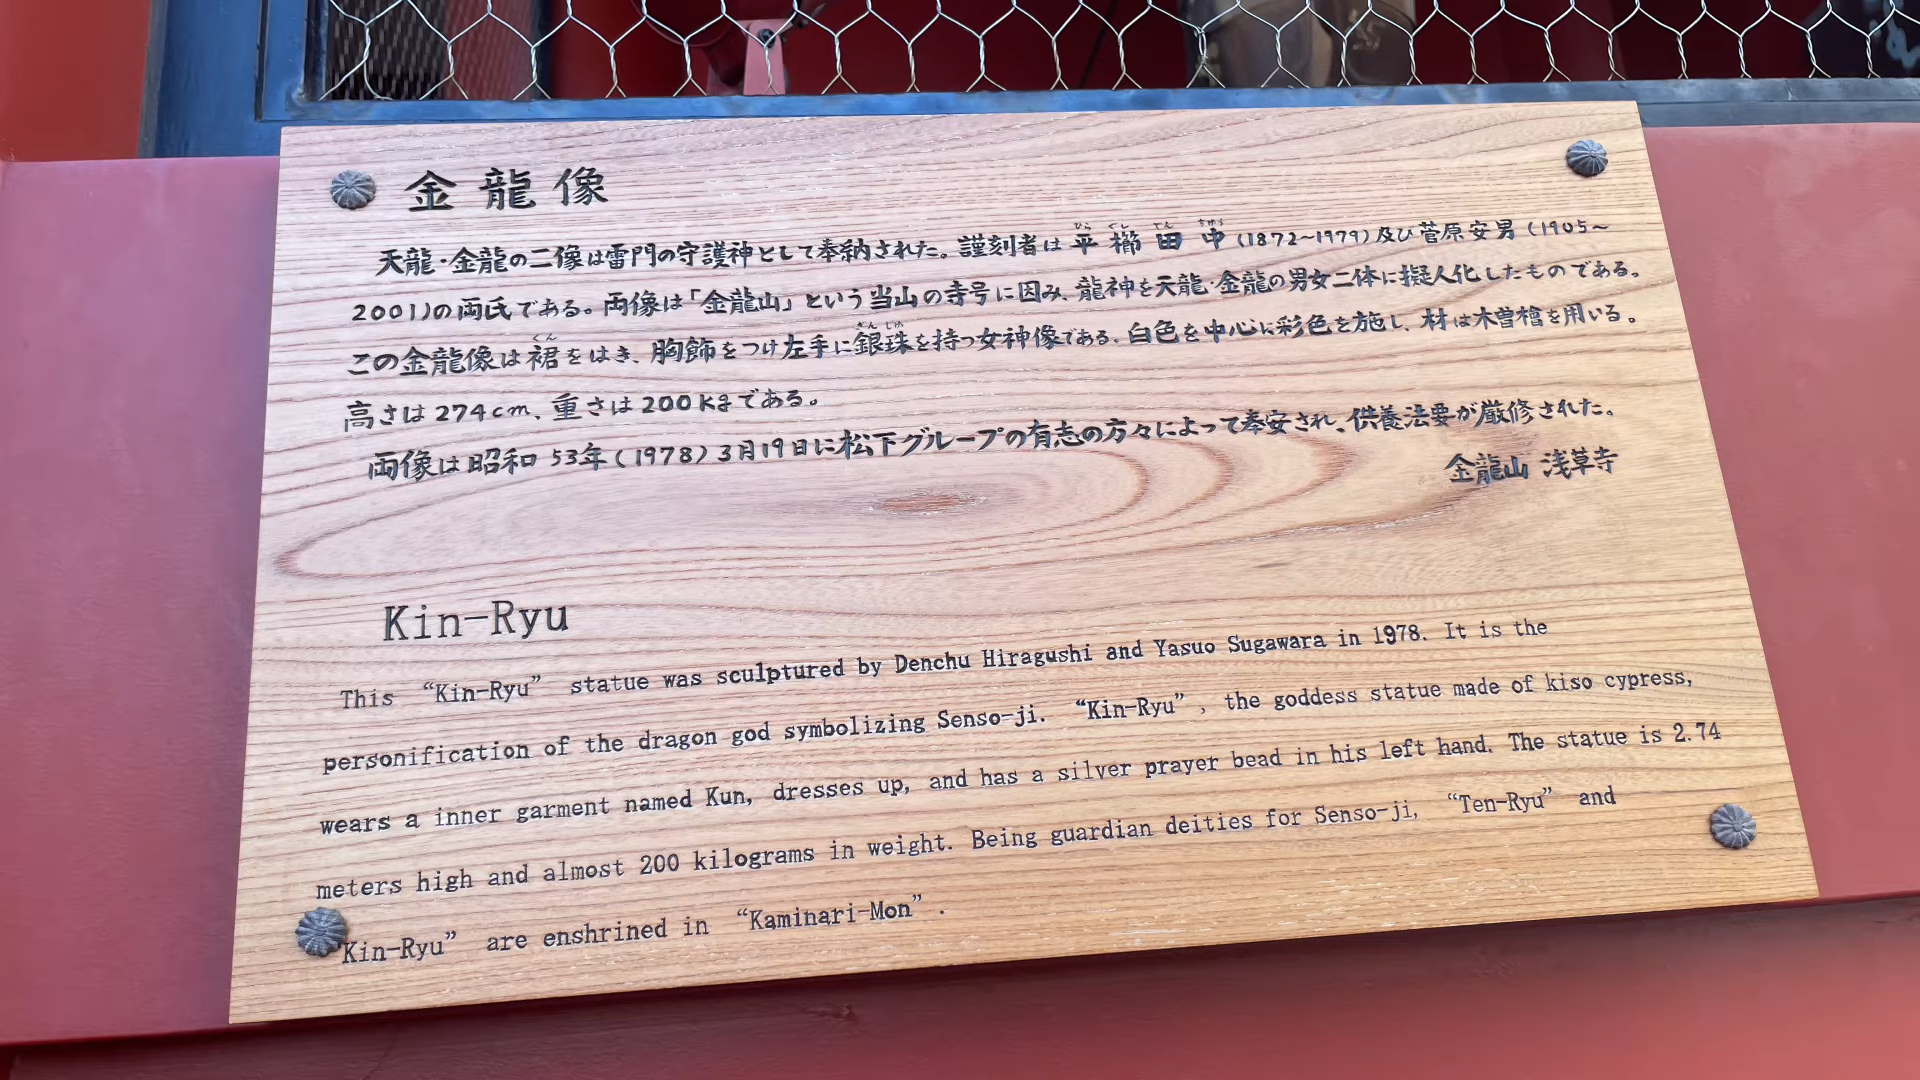 金龍像
天龍・金龍の二像は雷門の守護神として奉納された。謹刻者は平櫛田中(1872~1979)及び菅原安男(1905~
2001)の両氏である。両像は「金龍山」という当山の寺号に因み、龍神を天龍・金龍の男女二体に擬人化したものである。
この金龍像は裙をはき、胸飾をつけ左手に銀珠を持つ女神像である。白色を中心に彩色を施し、材は木曽檜を用いる。
高さは274cm、重さは200kgである。
両像は昭和53年(1978)3月19日に松下グループの有志の方々によって奉安され、供養法要が厳修された。
金龍山 浅草寺
Kin-Ryu
This “Kin-Ryu” statue was sculptured by Denchu Hiragushi and Yasuo Sugawara in 1978. It is the
personification of the dragon god symbolizing Senso-ji. “Kin-Ryu”, the goddess statue made of kiso cypress,
wears a inner garment named Kun, dresses up, and has a silver prayer bead in his left hand. The statue is 2.74
meters high and almost 200 kilograms in weight. Being guardian deities for Senso-ji, “Ten-Ryu” and
“Kin-Ryu” are enshrined in “Kaminari-Mon”.